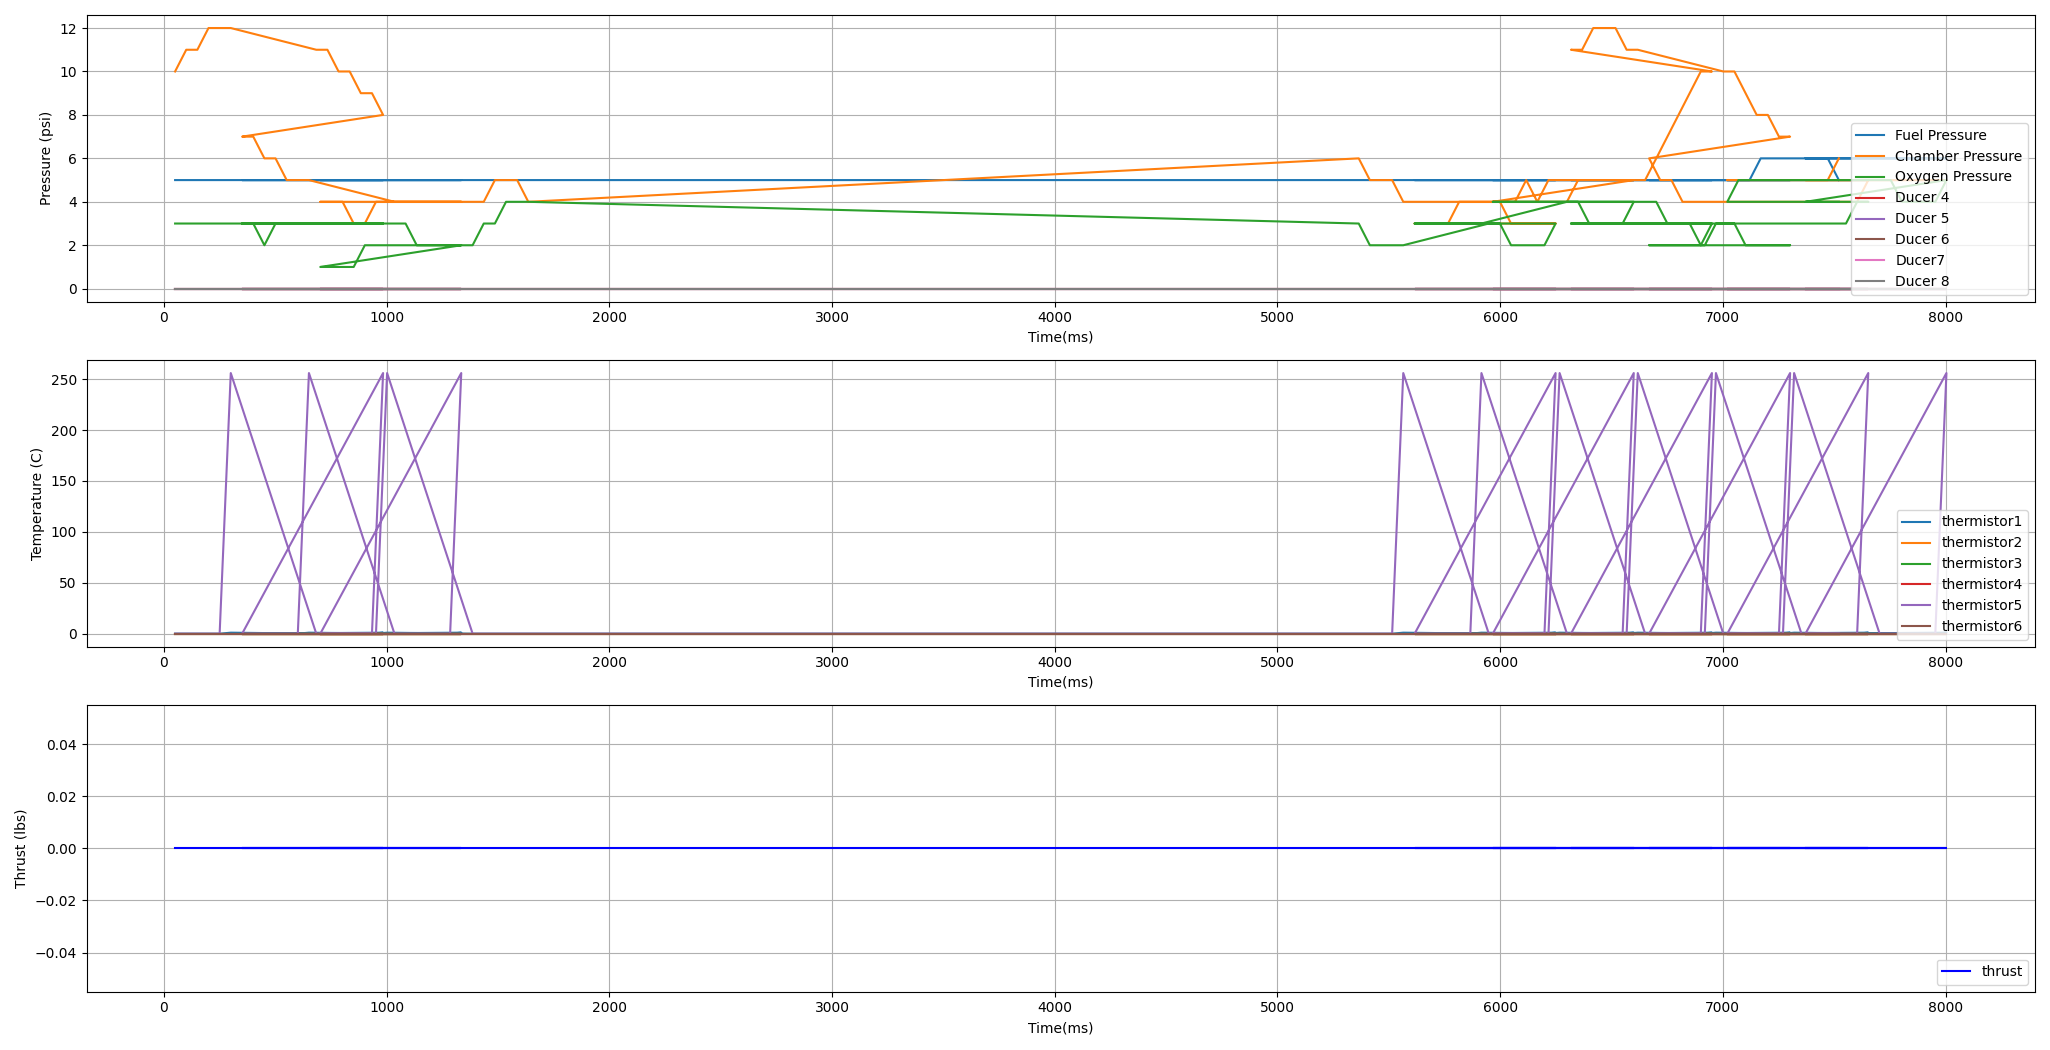 12
10
8
6
4
2
0
Pressure (psi)
Fuel Pressure
Chamber Pressure
Oxygen Pressure
Ducer 4
Ducer 5
Ducer 6
Ducer7
Ducer 8
0 1000 2000 3000 4000 5000 6000 7000 8000
Time(ms)
250
200
150
100
50
0
Temperature (C)
thermistor1
thermistor2
thermistor3
thermistor4
thermistor5
thermistor6
0 1000 2000 3000 4000 5000 6000 7000 8000
Time(ms)
0.04
0.02
0.00
−0.02
−0.04
Thrust (lbs)
thrust
0 1000 2000 3000 4000 5000 6000 7000 8000
Time(ms)